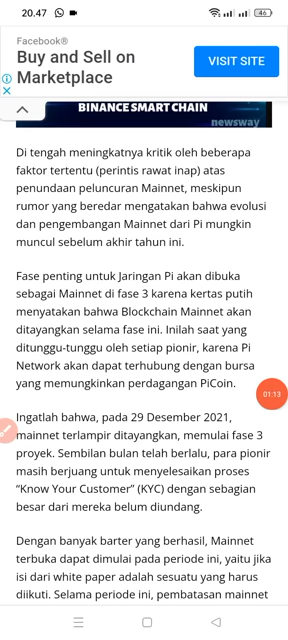 20.47
46
Facebook®
Buy and Sell on
Marketplace
VISIT SITE
BINANCE SMART CHAIN
newsway
Di tengah meningkatnya kritik oleh beberapa
faktor tertentu (perintis rawat inap) atas
penundaan peluncuran Mainnet, meskipun
rumor yang beredar mengatakan bahwa evolusi
dan pengembangan Mainnet dari Pi mungkin
muncul sebelum akhir tahun ini.
Fase penting untuk Jaringan Pi akan dibuka
sebagai Mainnet di fase 3 karena kertas putih
menyatakan bahwa Blockchain Mainnet akan
ditayangkan selama fase ini. Inilah saat yang
ditunggu-tunggu oleh setiap pionir, karena Pi
Network akan dapat terhubung dengan bursa
yang memungkinkan perdagangan PiCoin.
01:13
Ingatlah bahwa, pada 29 Desember 2021,
mainnet terlampir ditayangkan, memulai fase 3
proyek. Sembilan bulan telah berlalu, para pionir
masih berjuang untuk menyelesaikan proses
“Know Your Customer” (KYC) dengan sebagian
besar dari mereka belum diundang.
Dengan banyak barter yang berhasil, Mainnet
terbuka dapat dimulai pada periode ini, yaitu jika
isi dari white paper adalah sesuatu yang harus
diikuti. Selama periode ini, pembatasan mainnet